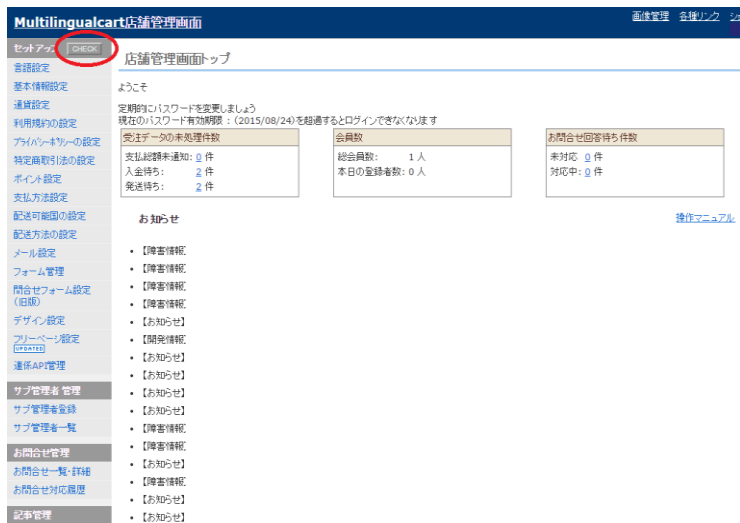 Multilingualcart店舗管理画面
画像管理 各種リンク
セットアップ CHECK
言語設定
基本情報設定
通貨設定
利用規約の設定
プライバシーポリシーの設定
特定商取引法の設定
ポイント設定
支払方法設定
配送可能国の設定
配送方法の設定
メール設定
フォーム管理
問合せフォーム設定
(旧版)
デザイン設定
フリーページ設定
UPDATED
連係API管理
サブ管理者 管理
サブ管理者登録
サブ管理者一覧
お問合せ管理
お問合せ一覧・詳細
お問合せ対応履歴
記事管理
店舗管理画面トップ
ようこそ
定期的にパスワードを変更しましょう
現在のパスワード有効期限:(2015/08/24)を超過するとログインできなくなります
受注データの未処理件数
支払総額未通知: 0 件
入金待ち: 2 件
発送待ち: 2 件
会員数
総会員数: 1 人
本日の登録者数: 0 人
お問合せ回答待ち件数
未対応 0 件
対応中: 0 件
お知らせ
操作マニュアル
・【障害情報
・【障害情報
・【障害情報
・【障害情報
・【お知らせ】
・【開発情報
・【お知らせ】
・【お知らせ】
・【お知らせ】
・【お知らせ】
・【障害情報
・【障害情報
・【お知らせ】
・【障害情報
・【お知らせ】
・【お知らせ】